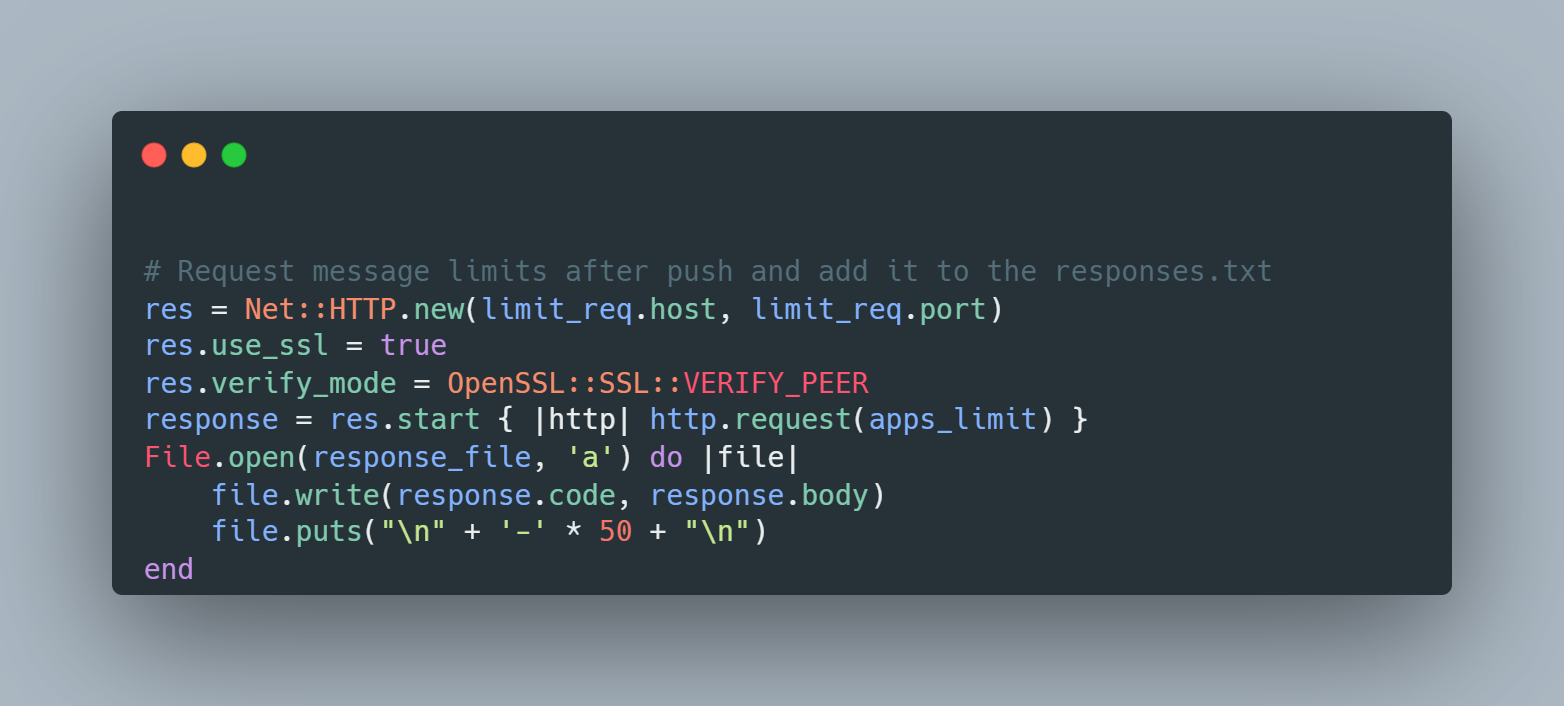 # Request message limits after push and add it to the responses.txt
res = Net::HTTP.new(limit_req.host, limit_req.port)
res.use_ssl = true
res.verify_mode = OpenSSL::SSL::VERIFY_PEER
response = res.start { |http| http.request(apps_limit) }
File.open(response_file, 'a') do |file|
    file.write(response.code, response.body)
    file.puts("\n" + '-' * 50 + "\n")
end